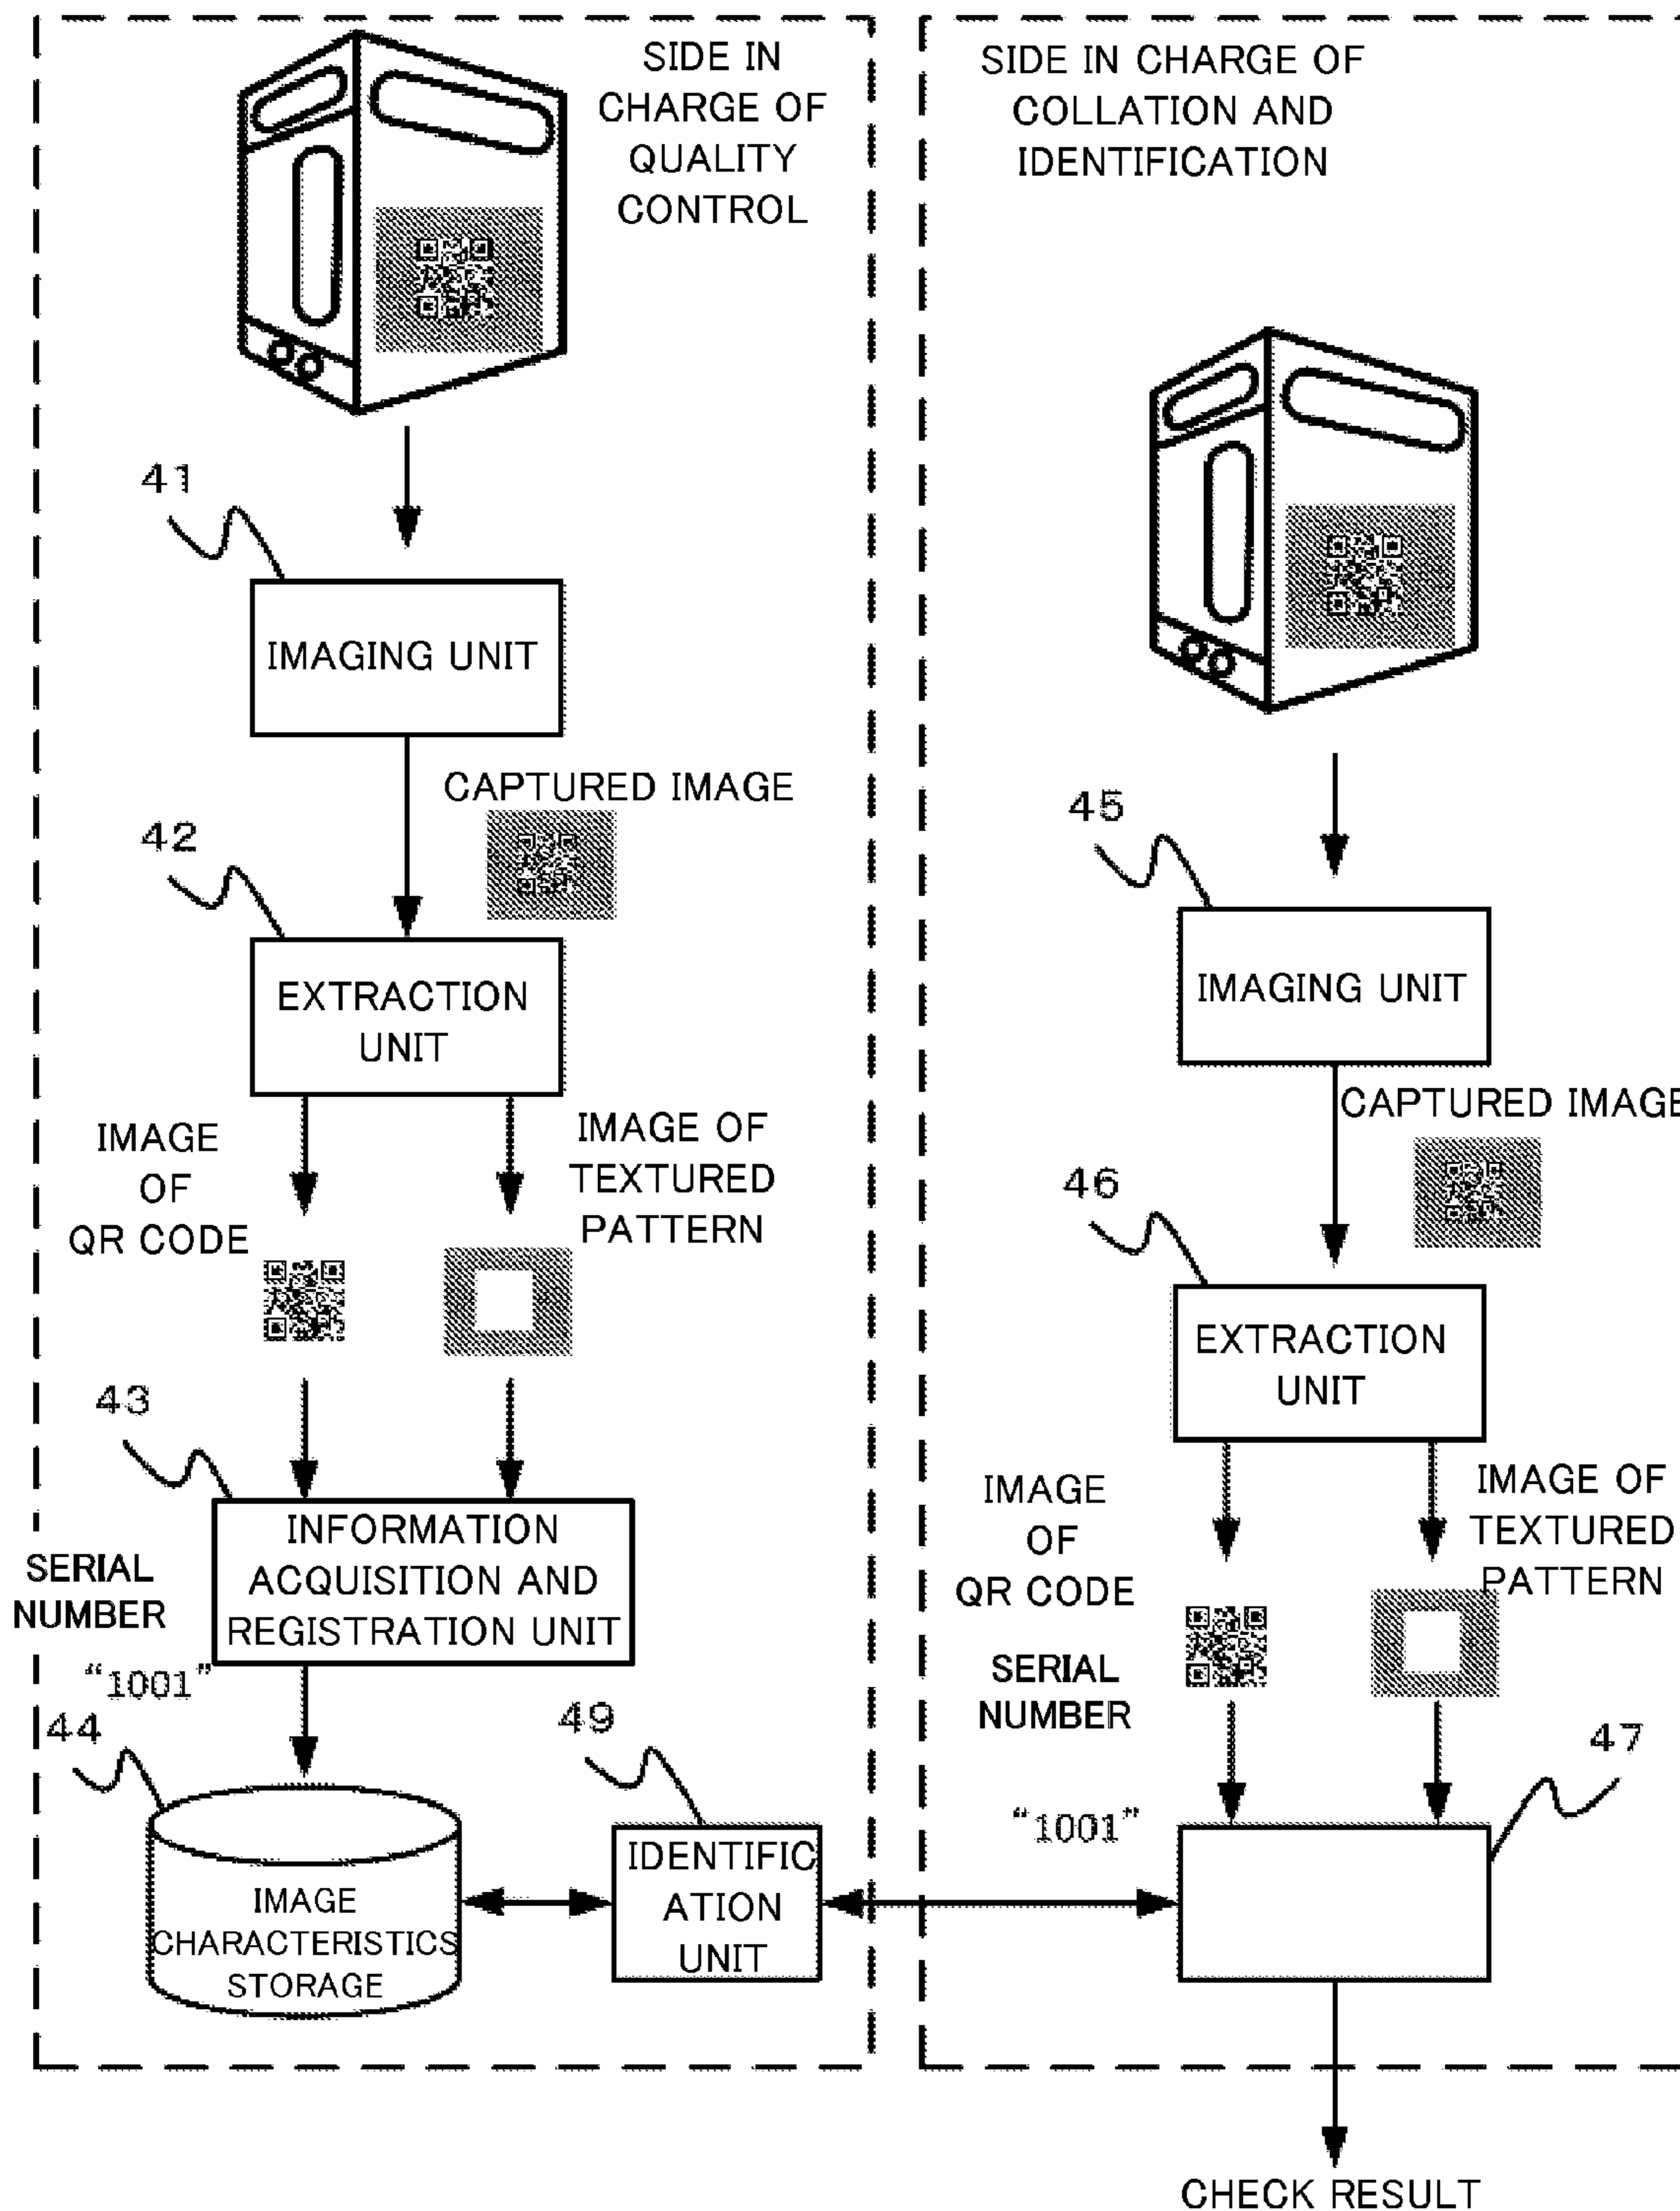 SIDE IN
CHARGE OF
QUALITY
CONTROL
41
IMAGING UNIT
CAPTURED IMAGE
42
EXTRACTION
UNIT
IMAGE
OF
QR CODE
IMAGE OF
TEXTURED
PATTERN
43
INFORMATION
ACQUISITION AND
REGISTRATION UNIT
SERIAL
NUMBER
“1001”
44
IMAGE
CHARACTERISTICS
STORAGE
49
IDENTIFIC
ATION
UNIT
SIDE IN CHARGE OF
COLLATION AND
IDENTIFICATION
45
IMAGING UNIT
CAPTURED IMAGE
46
EXTRACTION
UNIT
IMAGE
OF
QR CODE
IMAGE OF
TEXTURED
PATTERN
SERIAL
NUMBER
“1001”
47
CHECK RESULT